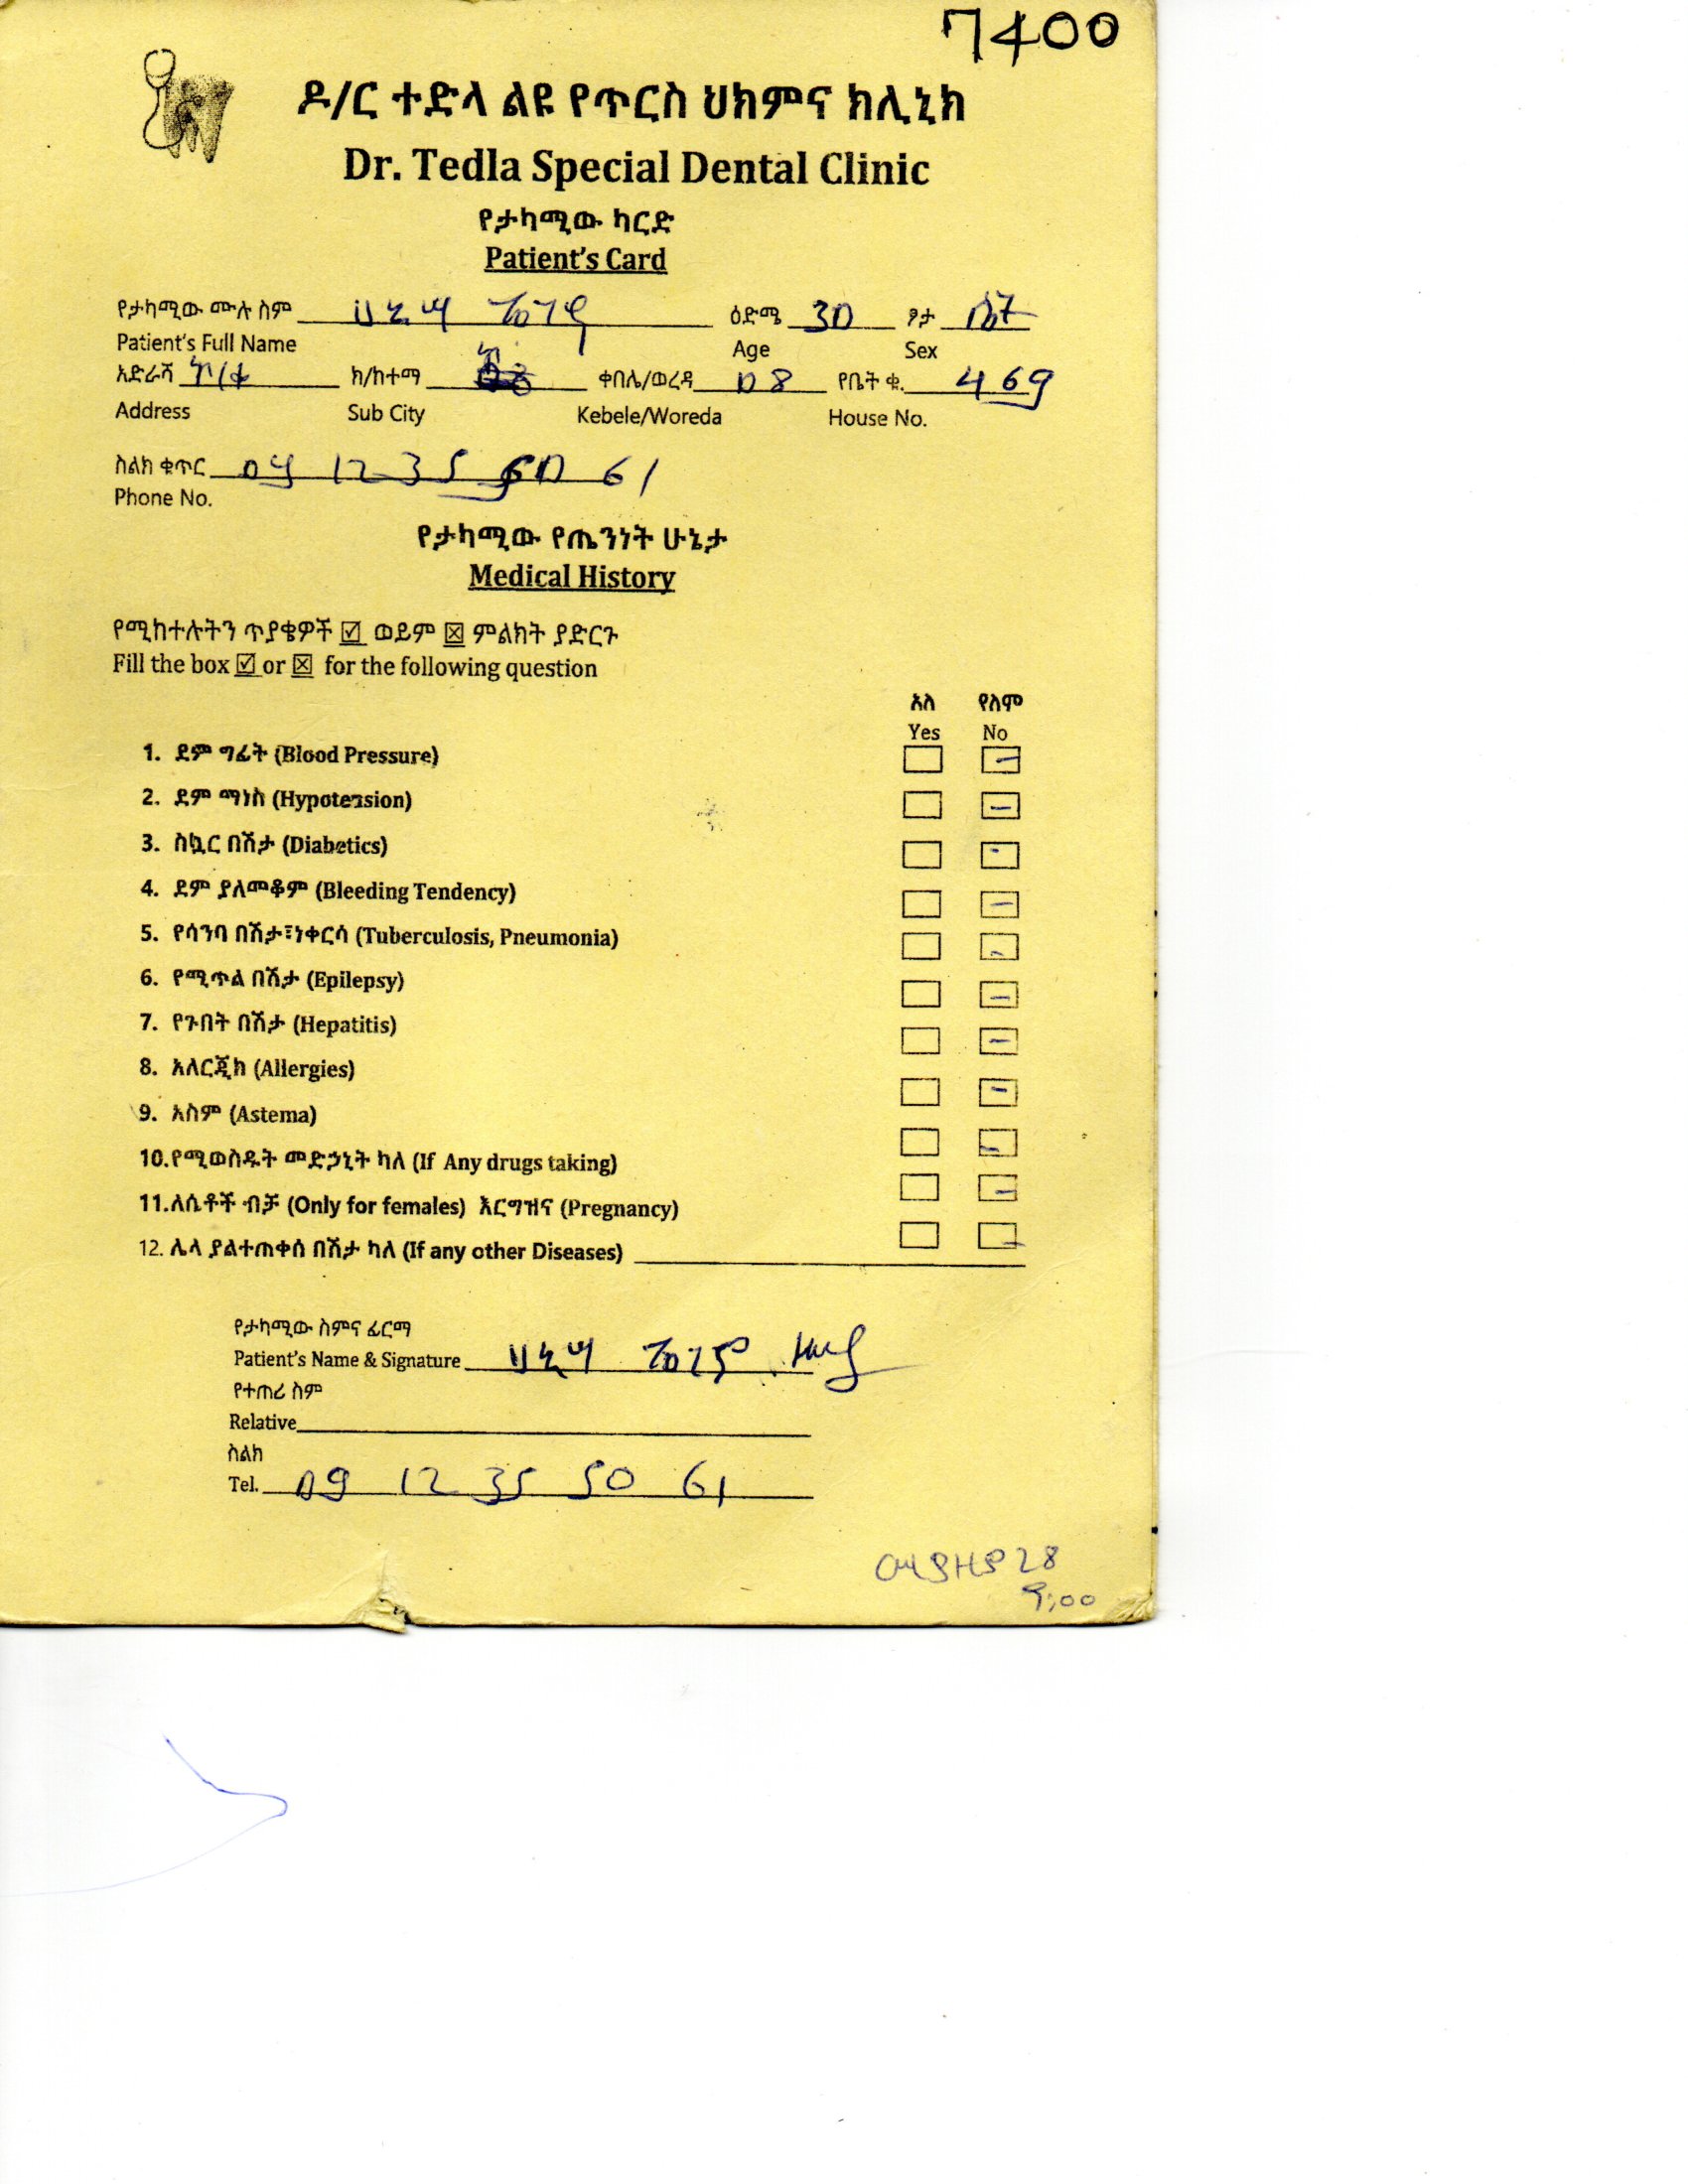 7400
ዶ/ር ተድላ ልዩ የጥርስ ህክምና ክሊኒክ
Dr. Tedla Special Dental Clinic
የታካሚው ካርድ
Patient's Card
የታካሚው ሙሉ ስም ዕድሜ 30 ፆታ ሴት
Patient's Full Name Age Sex
አድራሻ ክ/ከተማ ቀበሌ/ወረዳ 08 የቤት ቁ. 469
Address Sub City Kebele/Woreda House No.
ስልክ ቁጥር 09 12 35 50 61
Phone No.
የታካሚው የጤንነት ሁኔታ
Medical History
የሚከተሉትን ጥያቄዎች ☑ ወይም ☒ ምልክት ያድርጉ
Fill the box ☑ or ☒ for the following question
አለ የለም
Yes No
1. ደም ግፊት (Blood Pressure)
2. ደም ማነስ (Hypotension)
3. ስኳር በሽታ (Diabetics)
4. ደም ያለመቆም (Bleeding Tendency)
5. የሳንባ በሽታ፣ነቀርሳ (Tuberculosis, Pneumonia)
6. የሚጥል በሽታ (Epilepsy)
7. የጉበት በሽታ (Hepatitis)
8. አለርጂክ (Allergies)
9. አስም (Astema)
10.የሚወስዱት መድኃኒት ካለ (If Any drugs taking)
11.ለሴቶች ብቻ (Only for females) እርግዝና (Pregnancy)
12. ሌላ ያልተጠቀሰ በሽታ ካለ (If any other Diseases)
የታካሚው ስምና ፊርማ
Patient's Name & Signature
የተጠሪ ስም
Relative
ስልክ
Tel. 09 12 35 50 61
ሚያዚያ 28
9:00